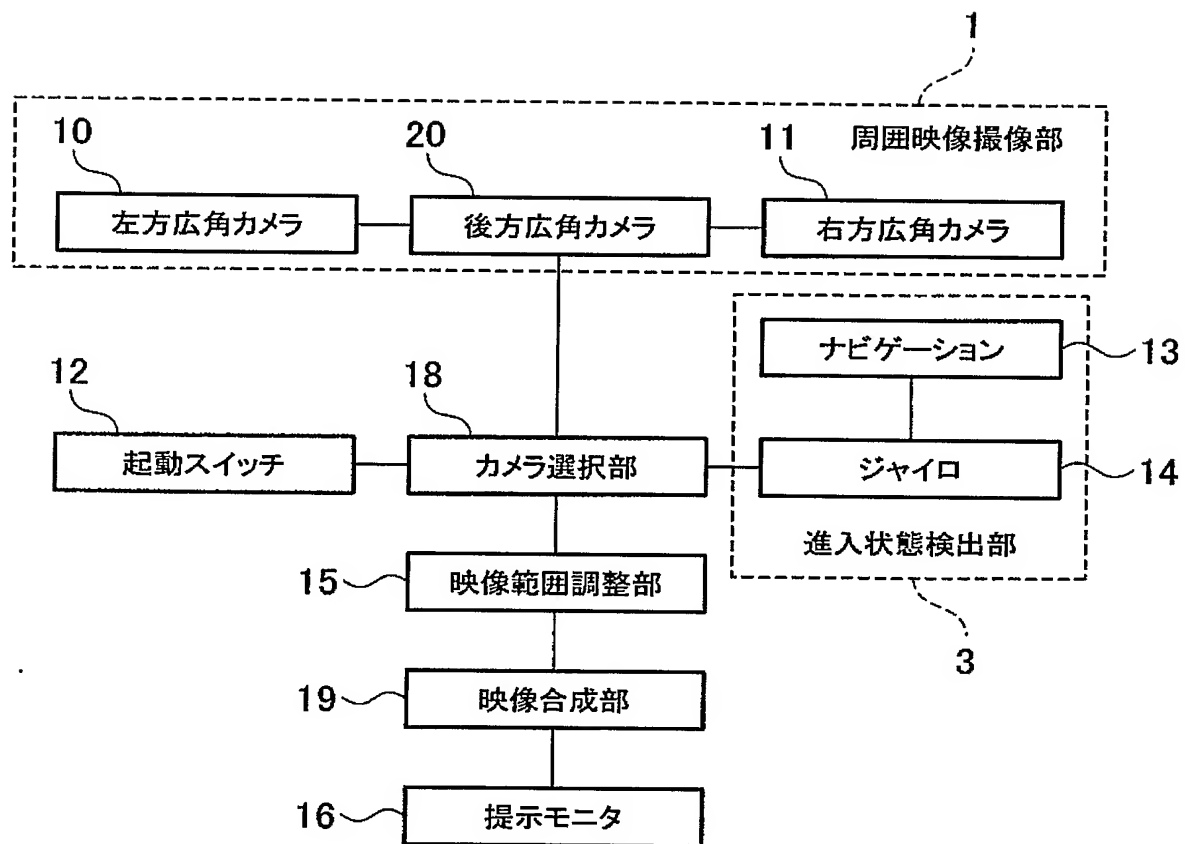 1
周囲映像撮像部
10
20
11
左方広角カメラ
後方広角カメラ
右方広角カメラ
ナビゲーション
13
12
18
起動スイッチ
カメラ選択部
ジャイロ
14
進入状態検出部
15
映像範囲調整部
3
19
映像合成部
16
提示モニタ